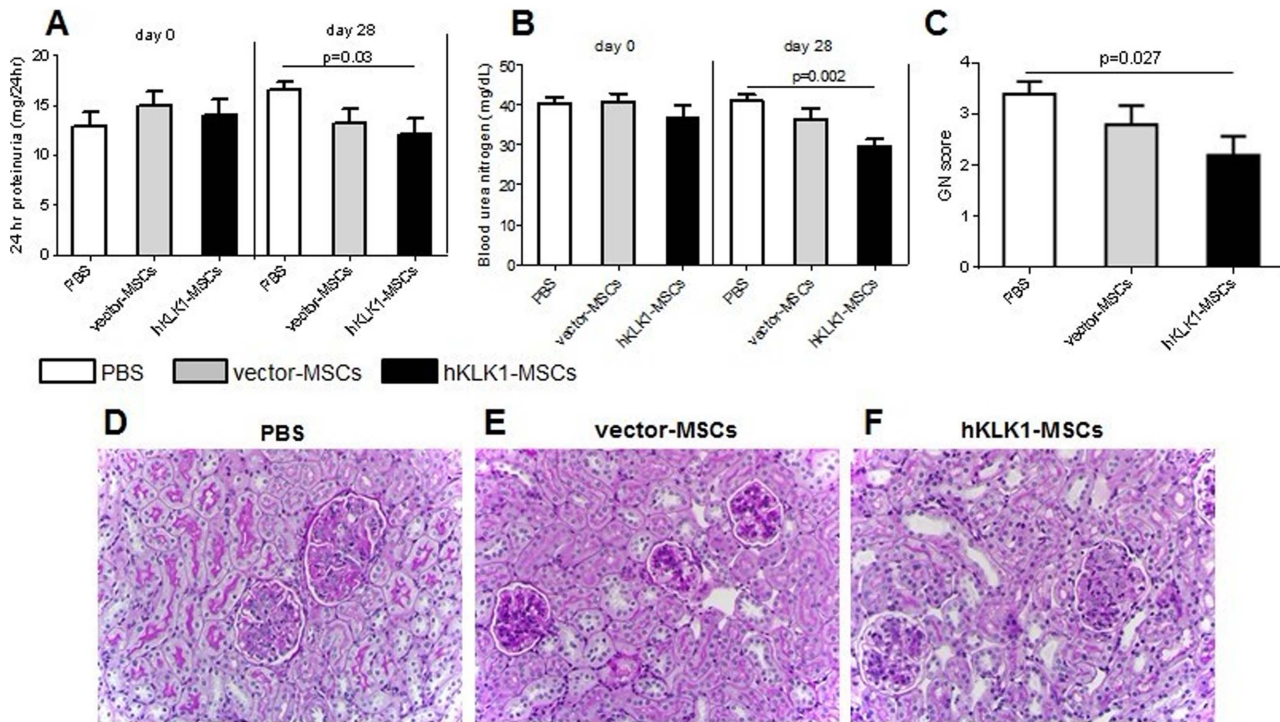 A
day 0
day 28
p=0.03
24 hr proteinuria (mg/24hr)
20
15
10
5
0
PBS
vector-MSCs
hKLK1-MSCs
PBS
vector-MSCs
hKLK1-MSCs
B
day 0
day 28
p=0.002
Blood urea nitrogen (mg/dL)
50
40
30
20
10
0
PBS
vector-MSCs
hKLK1-MSCs
PBS
vector-MSCs
hKLK1-MSCs
C
p=0.027
GN score
4
3
2
1
0
PBS
vector-MSCs
hKLK1-MSCs
PBS
vector-MSCs
hKLK1-MSCs
D
PBS
E
vector-MSCs
F
hKLK1-MSCs